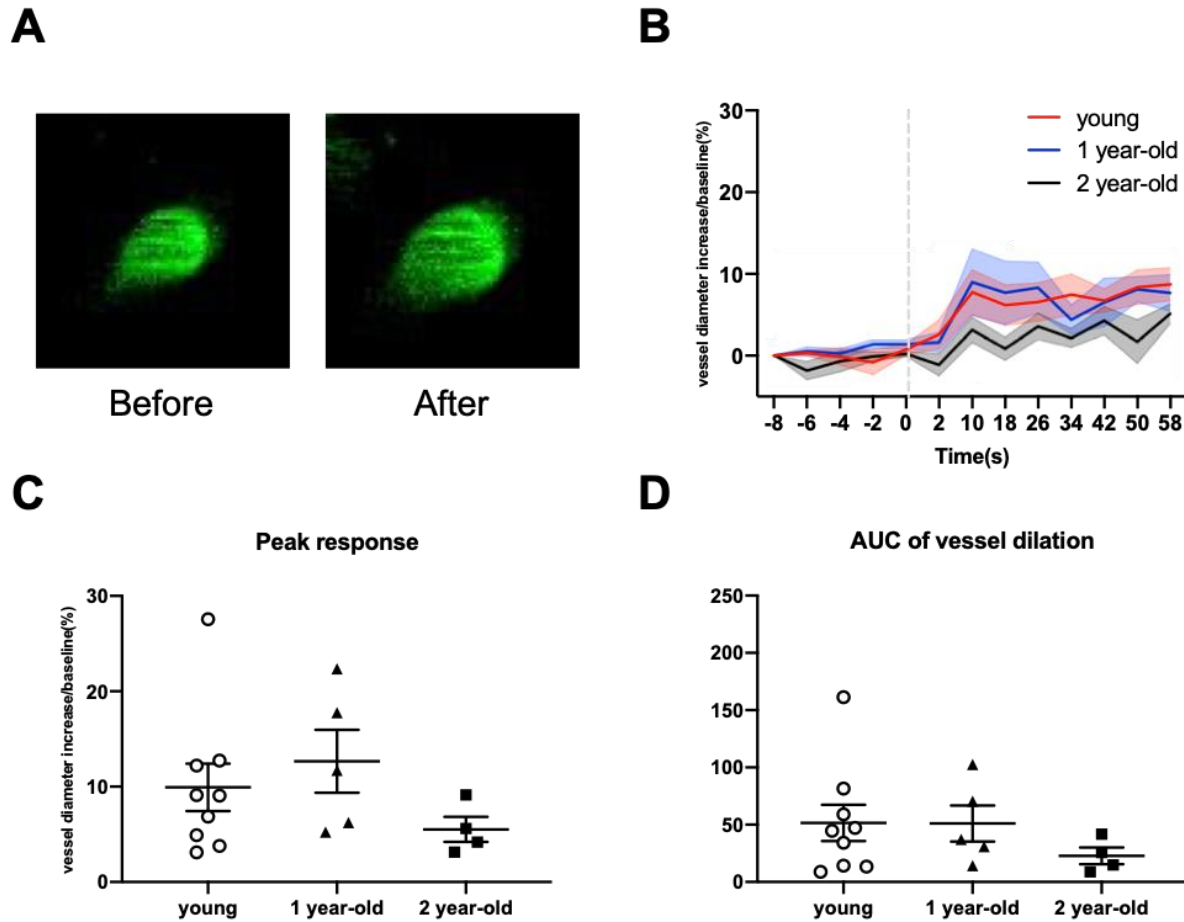 A
B
Before
After
vessel diameter increase/baseline(%)
30
20
10
0
young
1 year-old
2 year-old
-8 -6 -4 -2 0 2 10 18 26 34 42 50 58
Time(s)
C
D
Peak response
vessel diameter increase/baseline(%)
30
20
10
0
young 1 year-old 2 year-old
AUC of vessel dilation
250
200
150
100
50
0
young 1 year-old 2 year-old